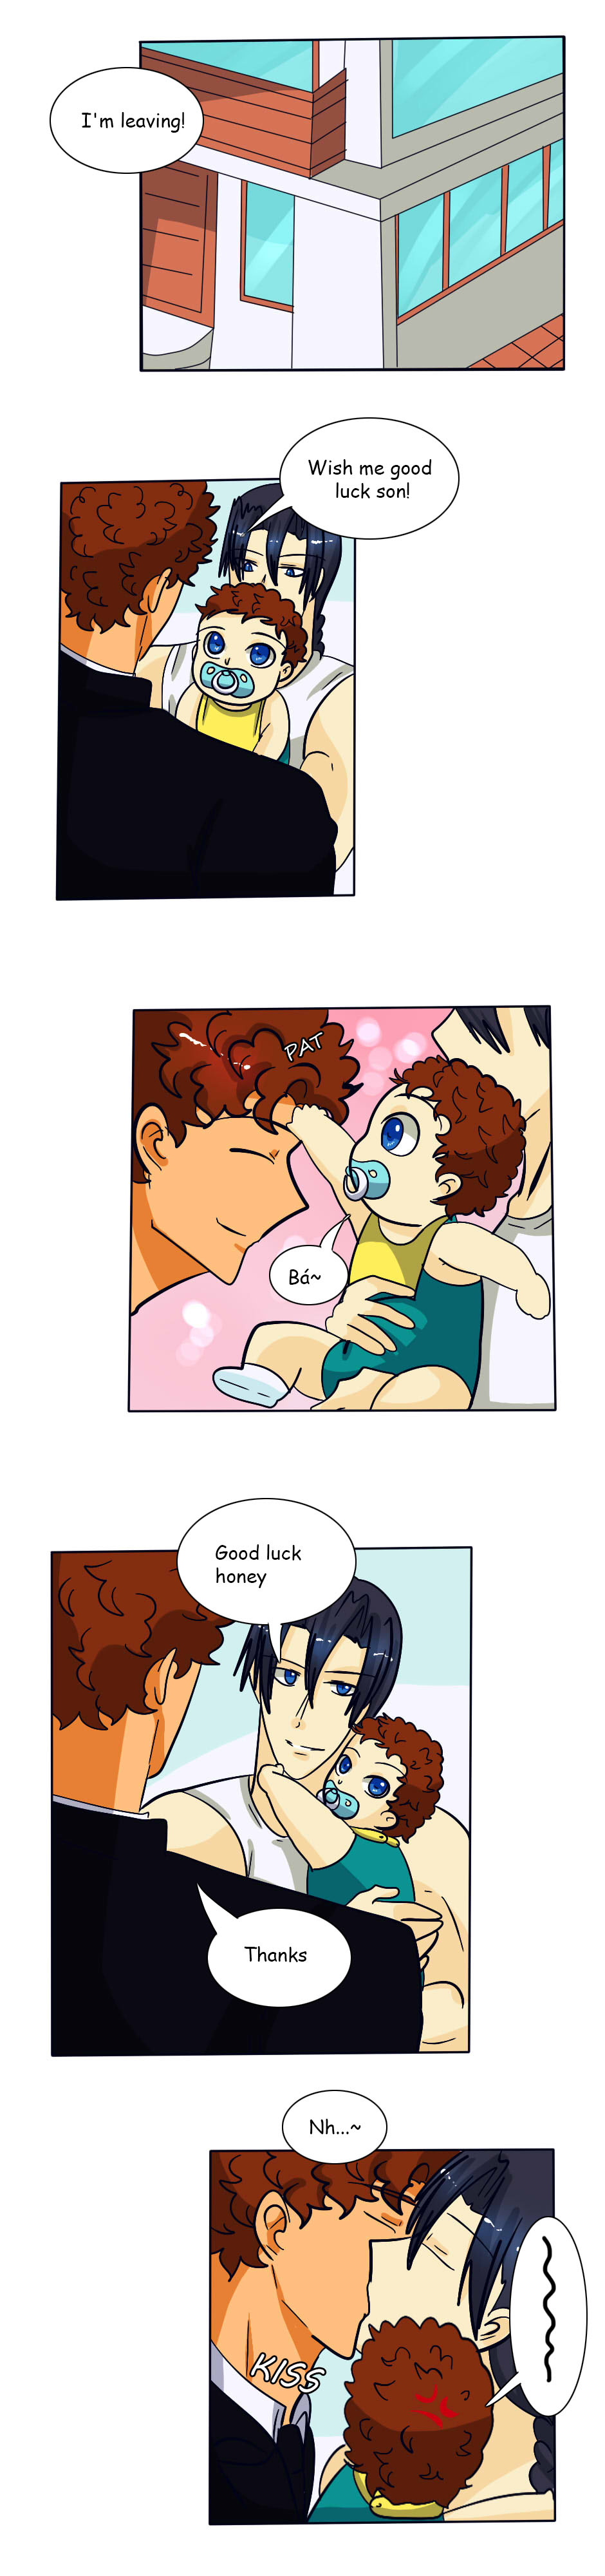 I'm leaving!
Wish me good
luck son!
PAT
Bá~
Good luck
honey
Thanks
Nh...~
KISS